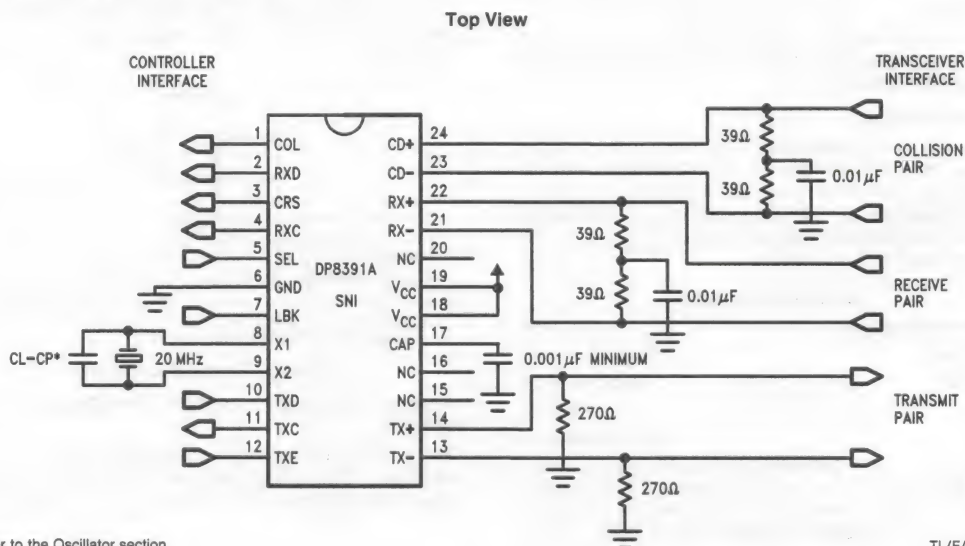 Top View
CONTROLLER
INTERFACE
TRANSCEIVER
INTERFACE
1 COL
2 RXD
3 CRS
4 RXC
5 SEL
6 GND
7 LBK
8 X1
9 X2
10 TXD
11 TXC
12 TXE
DP8391A
SNI
24 CD+
23 CD-
22 RX+
21 RX-
20 NC
19 VCC
18 VCC
17 CAP
16 NC
15 NC
14 TX+
13 TX-
CL-CP*
20 MHz
39Ω
39Ω
0.01μF
COLLISION
PAIR
39Ω
39Ω
0.01μF
RECEIVE
PAIR
0.001μF MINIMUM
270Ω
270Ω
TRANSMIT
PAIR
r to the Oscillator section
TL/F/